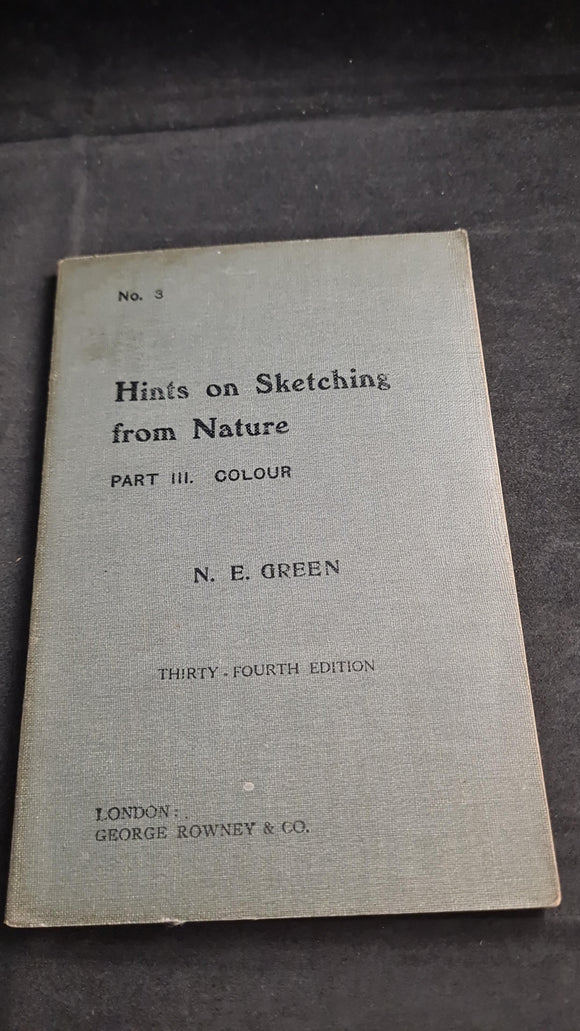 No. 3
Hints on Sketching
from Nature
PART III. COLOUR
N. E. GREEN
THIRTY-FOURTH EDITION
LONDON:
GEORGE ROWNEY & CO.